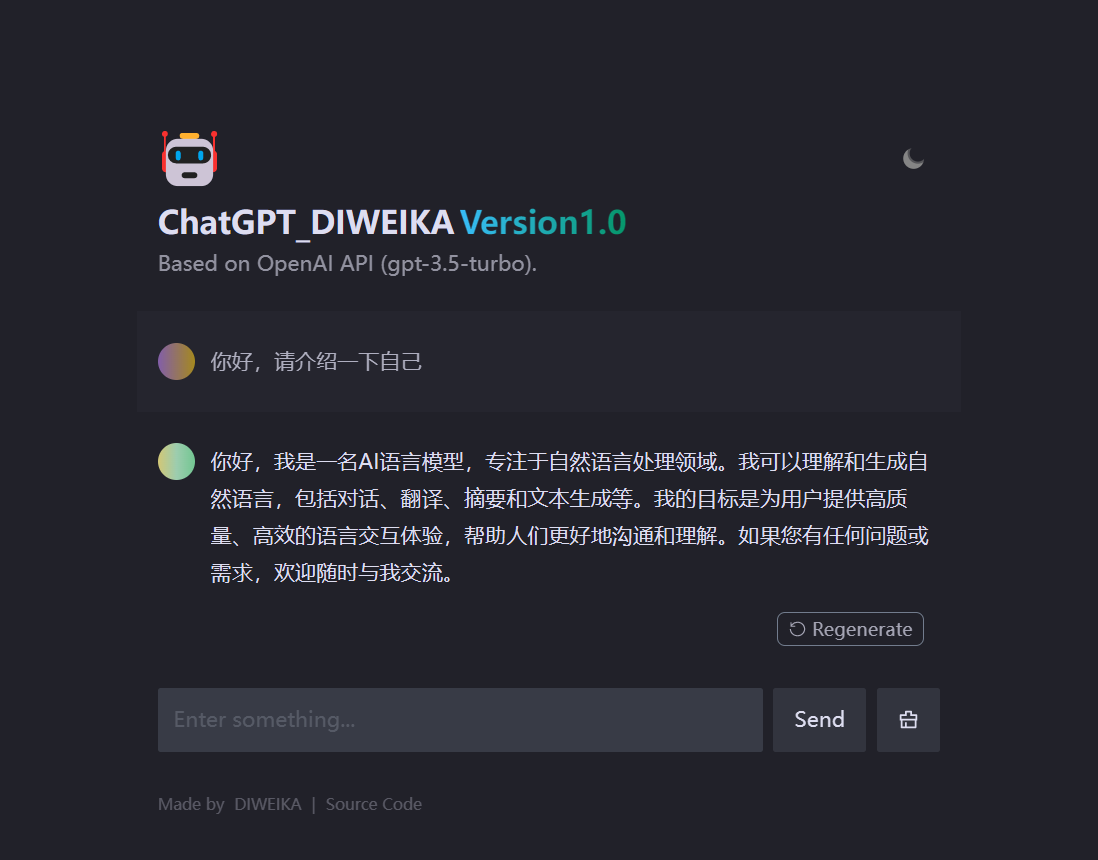 ChatGPT_DIWEIKA Version1.0
Based on OpenAI API (gpt-3.5-turbo).
你好，请介绍一下自己
你好，我是一名AI语言模型，专注于自然语言处理领域。我可以理解和生成自
然语言，包括对话、翻译、摘要和文本生成等。我的目标是为用户提供高质
量、高效的语言交互体验，帮助人们更好地沟通和理解。如果您有任何问题或
需求，欢迎随时与我交流。
Regenerate
Enter something...
Send
Made by DIWEIKA | Source Code